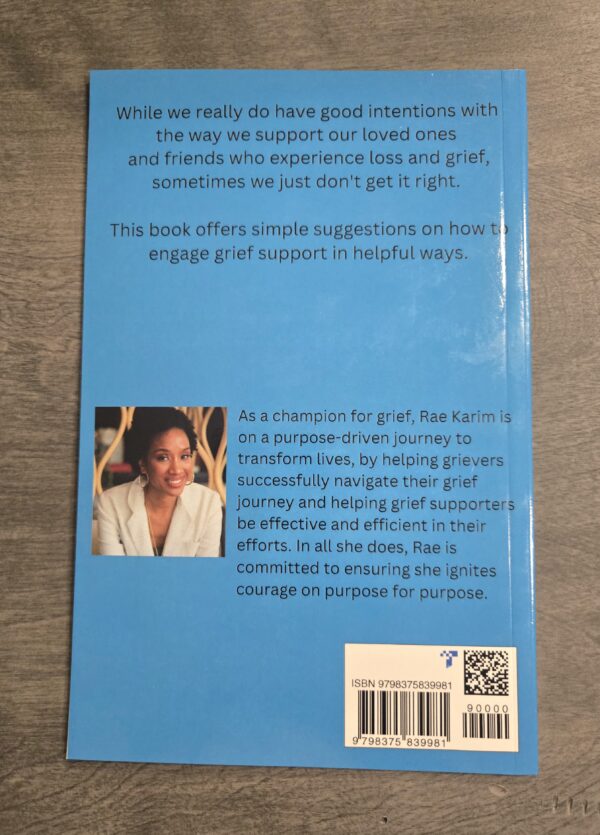 While we really do have good intentions with
the way we support our loved ones
and friends who experience loss and grief,
sometimes we just don't get it right.
This book offers simple suggestions on how to
engage grief support in helpful ways.
As a champion for grief, Rae Karim is
on a purpose-driven journey to
transform lives, by helping grievers
successfully navigate their grief
journey and helping grief supporters
be effective and efficient in their
efforts. In all she does, Rae is
committed to ensuring she ignites
courage on purpose for purpose.
ISBN 9798375839981
90000
9 798375 839981